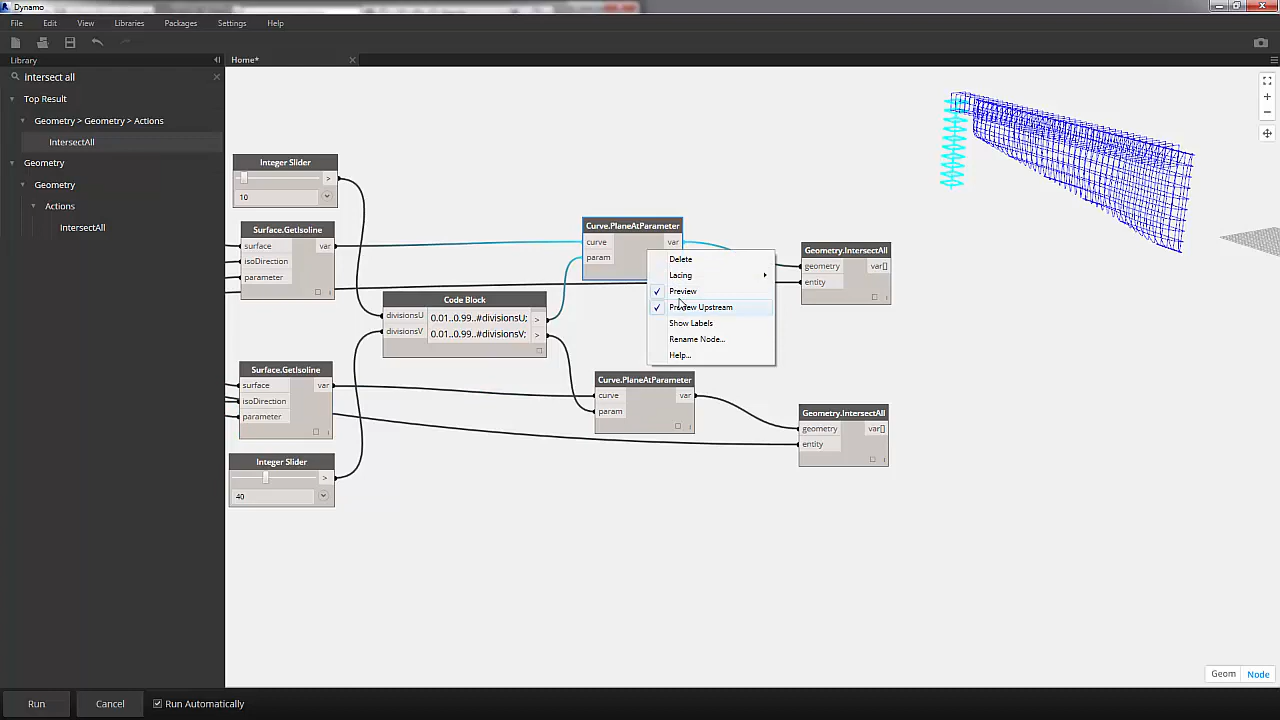 Dynamo
File Edit View Libraries Packages Settings Help
Library
Home*
intersect all
Top Result
Geometry > Geometry > Actions
IntersectAll
Geometry
Geometry
Actions
IntersectAll
Integer Slider
>
10
Surface.GetIsoline
surface var
isoDirection
parameter
Code Block
divisionsU 0.01..0.99..#divisionsU; >
divisionsV 0.01..0.99..#divisionsV; >
Surface.GetIsoline
surface var
isoDirection
parameter
Integer Slider
>
40
Curve.PlaneAtParameter
curve var
param
Delete
Lacing
Preview
Preview Upstream
Show Labels
Rename Node...
Help...
Curve.PlaneAtParameter
curve var
param
Geometry.IntersectAll
geometry var[]
entity
Geometry.IntersectAll
geometry var[]
entity
Geom Node
Run Cancel Run Automatically